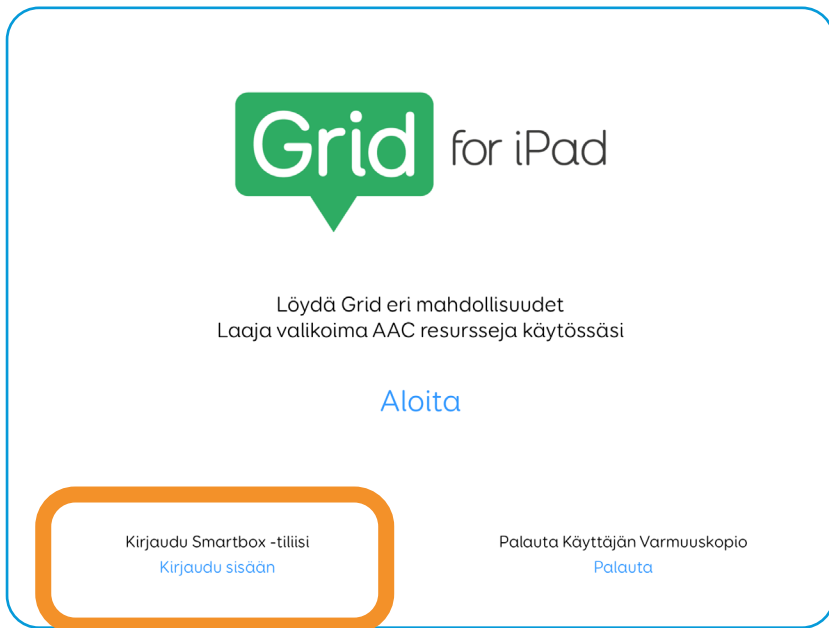 Grid for iPad
Löydä Grid eri mahdollisuudet
Laaja valikoima AAC resursseja käytössäsi
Aloita
Kirjaudu Smartbox -tiliisi
Kirjaudu sisään
Palauta Käyttäjän Varmuuskopio
Palauta